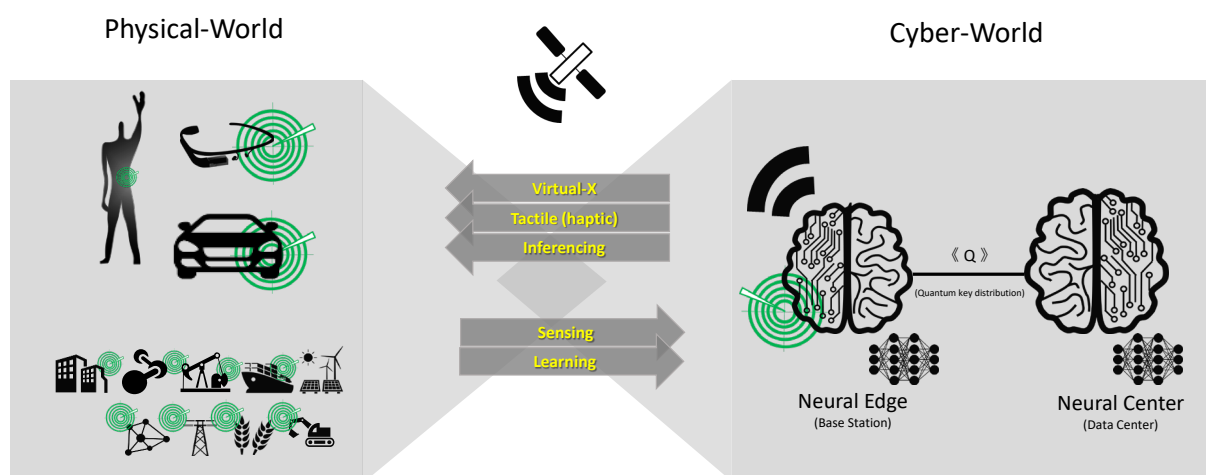 Physical-World
Cyber-World
Virtual-X
Tactile (haptic)
Inferencing
Sensing
Learning
《 Q 》
(Quantum key distribution)
Neural Edge
(Base Station)
Neural Center
(Data Center)